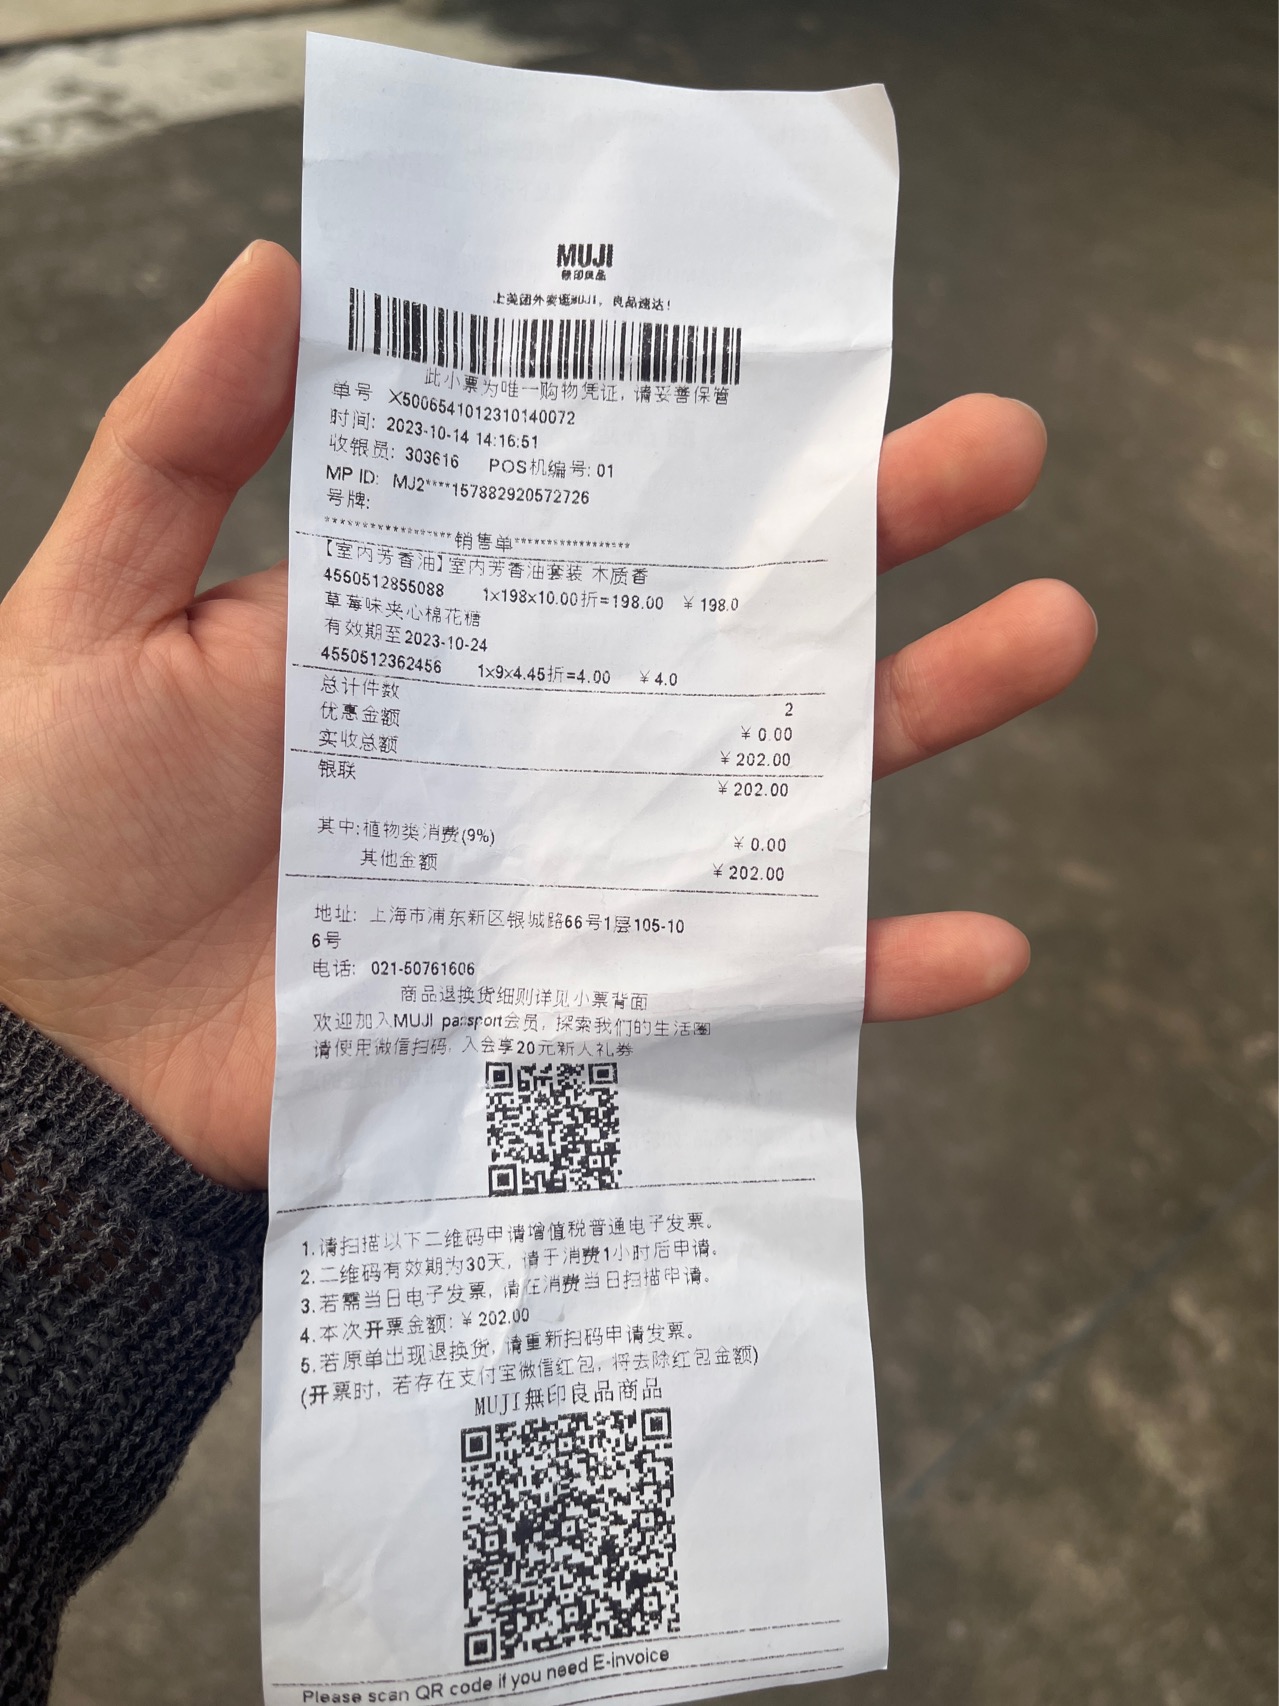 MUJI
無印良品
上美团外卖逛MUJI，良品速达！
此小票为唯一购物凭证，请妥善保管
单号 X5006541012310140072
时间: 2023-10-14 14:16:51
收银员: 303616 POS机编号: 01
MP ID: MJ2****157882920572726
号牌:
******************销售单*****************
【室内芳香油】室内芳香油套装 木质香
4550512855088 1x198x10.00折=198.00 ￥198.0
草莓味夹心棉花糖
有效期至2023-10-24
4550512362456 1x9x4.45折=4.00 ￥4.0
总计件数 2
优惠金额 ￥0.00
实收总额 ￥202.00
银联 ￥202.00
其中:植物类消费(9%) ￥0.00
其他金额 ￥202.00
地址: 上海市浦东新区银城路66号1层105-10
6号
电话: 021-50761606
商品退换货细则详见小票背面
欢迎加入MUJI passport会员，探索我们的生活圈
请使用微信扫码，入会享20元新人礼券
1.请扫描以下二维码申请增值税普通电子发票。
2.二维码有效期为30天，请于消费1小时后申请。
3.若需当日电子发票，请在消费当日扫描申请。
4.本次开票金额: ￥202.00
5.若原单出现退换货，请重新扫码申请发票。
(开票时，若存在支付宝微信红包，将去除红包金额)
MUJI無印良品商品
Please scan QR code if you need E-invoice